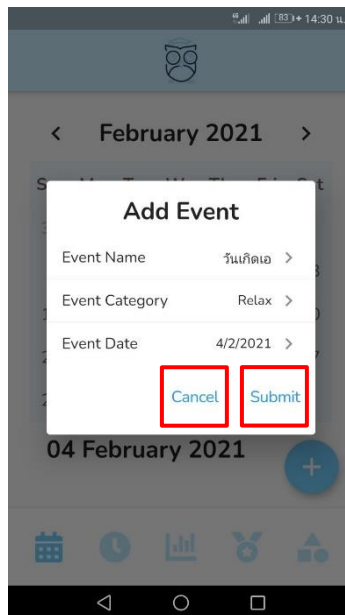 83 14:30 น.
February 2021
Add Event
Event Name วันเกิดเอ
Event Category Relax
Event Date 4/2/2021
Cancel Submit
04 February 2021